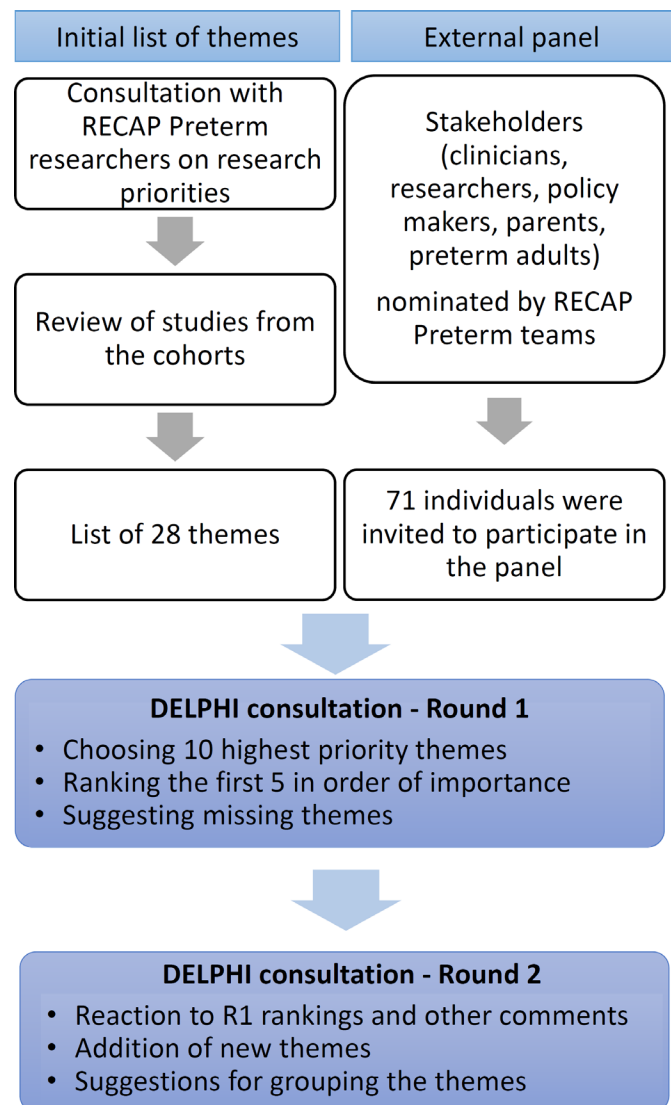 Initial list of themes
Consultation with
RECAP Preterm
researchers on research
priorities
Review of studies from
the cohorts
List of 28 themes
External panel
Stakeholders
(clinicians,
researchers, policy
makers, parents,
preterm adults)
nominated by RECAP
Preterm teams
71 individuals were
invited to participate in
the panel
DELPHI consultation - Round 1
• Choosing 10 highest priority themes
• Ranking the first 5 in order of importance
• Suggesting missing themes
DELPHI consultation - Round 2
• Reaction to R1 rankings and other comments
• Addition of new themes
• Suggestions for grouping the themes